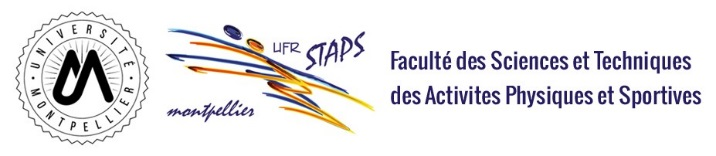 UNIVERSITÉ
MONTPELLIER
UFR STAPS
montpellier
Faculté des Sciences et Techniques
des Activites Physiques et Sportives